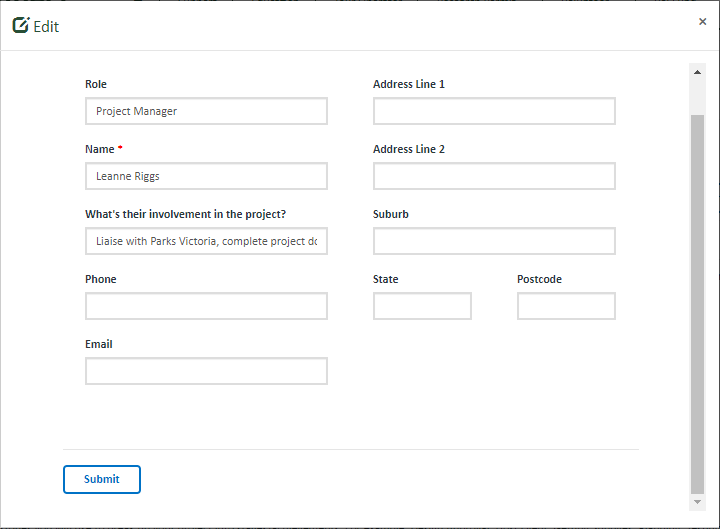 Edit
×
Role
Project Manager
Name *
Leanne Riggs
What's their involvement in the project?
Liaise with Parks Victoria, complete project
Phone
Email
Address Line 1
Address Line 2
Suburb
State Postcode
Submit